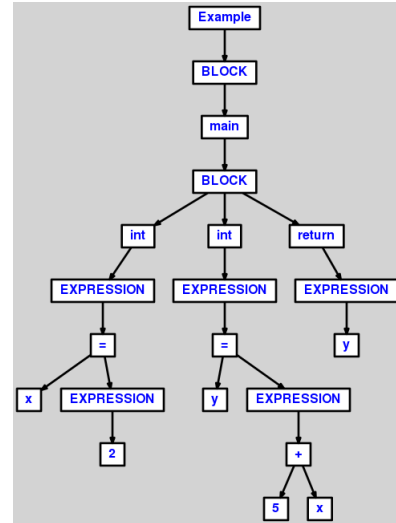 Example
BLOCK
main
BLOCK
int int return
EXPRESSION EXPRESSION EXPRESSION
= = y
x EXPRESSION y EXPRESSION
2 +
5 x